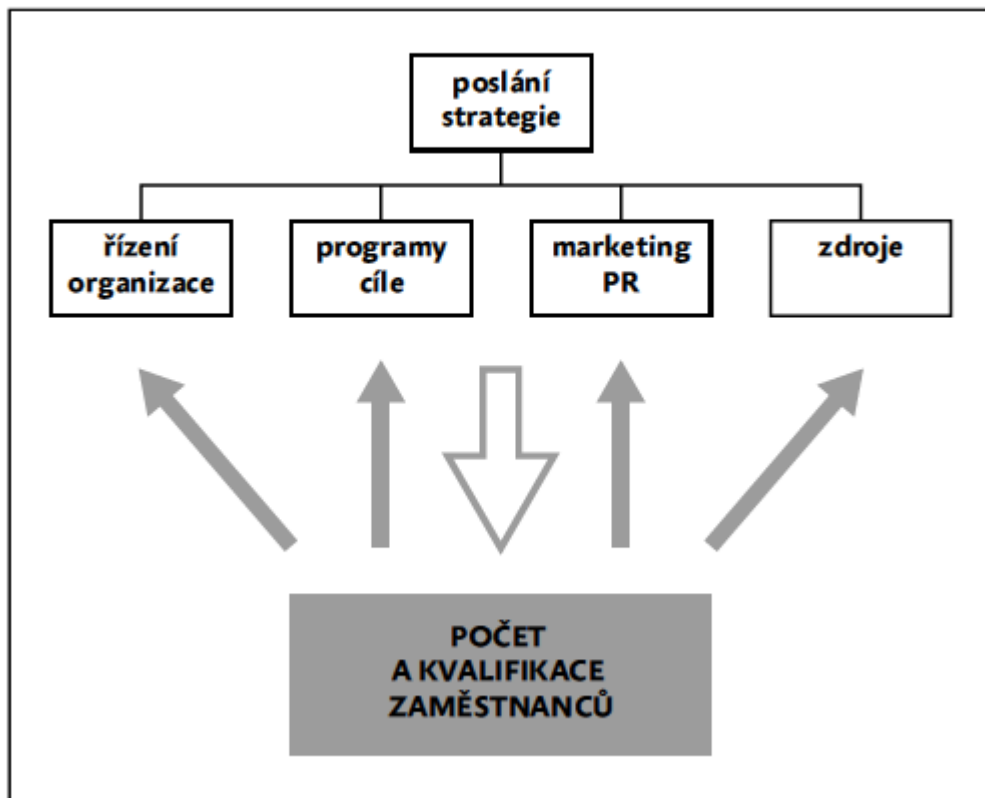 poslání
strategie
řízení
organizace
programy
cíle
marketing
PR
zdroje
POČET
A KVALIFIKACE
ZAMĚSTNANCŮ